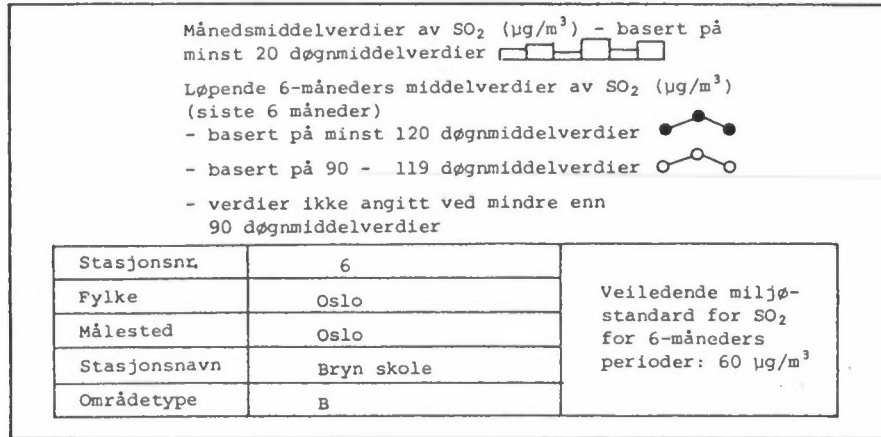 Månedsmiddelverdier av SO₂ (µg/m³) - basert på
minst 20 døgnmiddelverdier
Løpende 6-måneders middelverdier av SO₂ (µg/m³)
(siste 6 måneder)
- basert på minst 120 døgnmiddelverdier
- basert på 90 - 119 døgnmiddelverdier
- verdier ikke angitt ved mindre enn
90 døgnmiddelverdier
Stasjonsnr. 6
Fylke Oslo
Målested Oslo
Stasjonsnavn Bryn skole
Områdetype B
Veiledende miljø-
standard for SO₂
for 6-måneders
perioder: 60 µg/m³